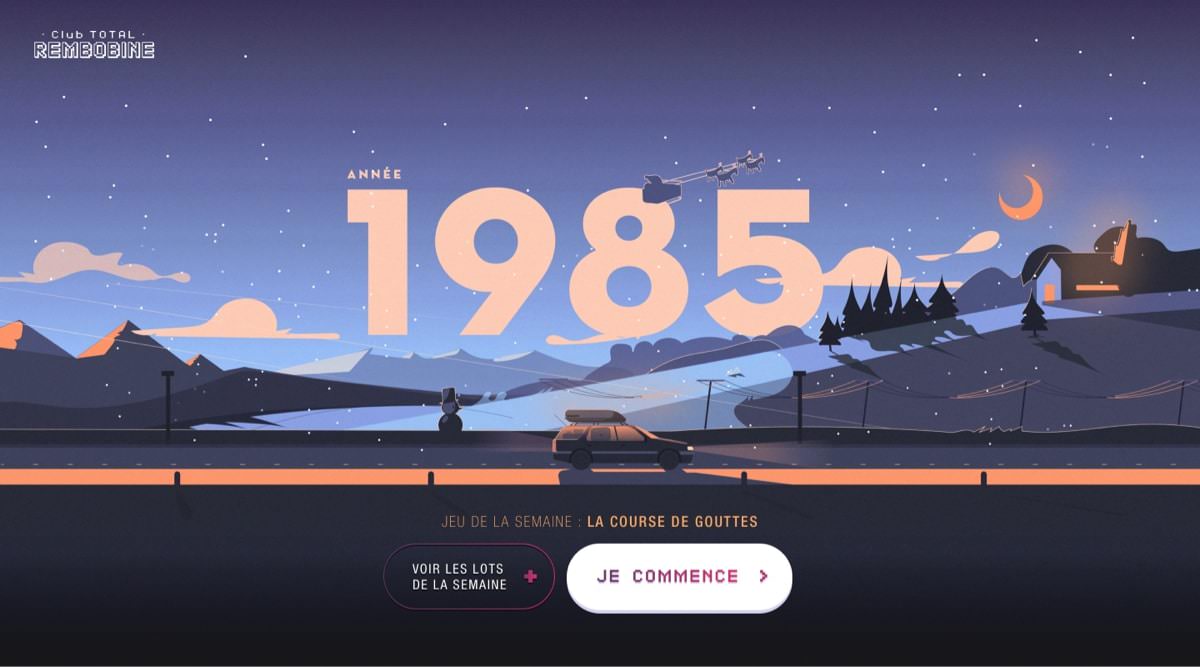 · Club TOTAL ·
REMBOBINE
ANNÉE
1985
JEU DE LA SEMAINE : LA COURSE DE GOUTTES
VOIR LES LOTS
DE LA SEMAINE
JE COMMENCE